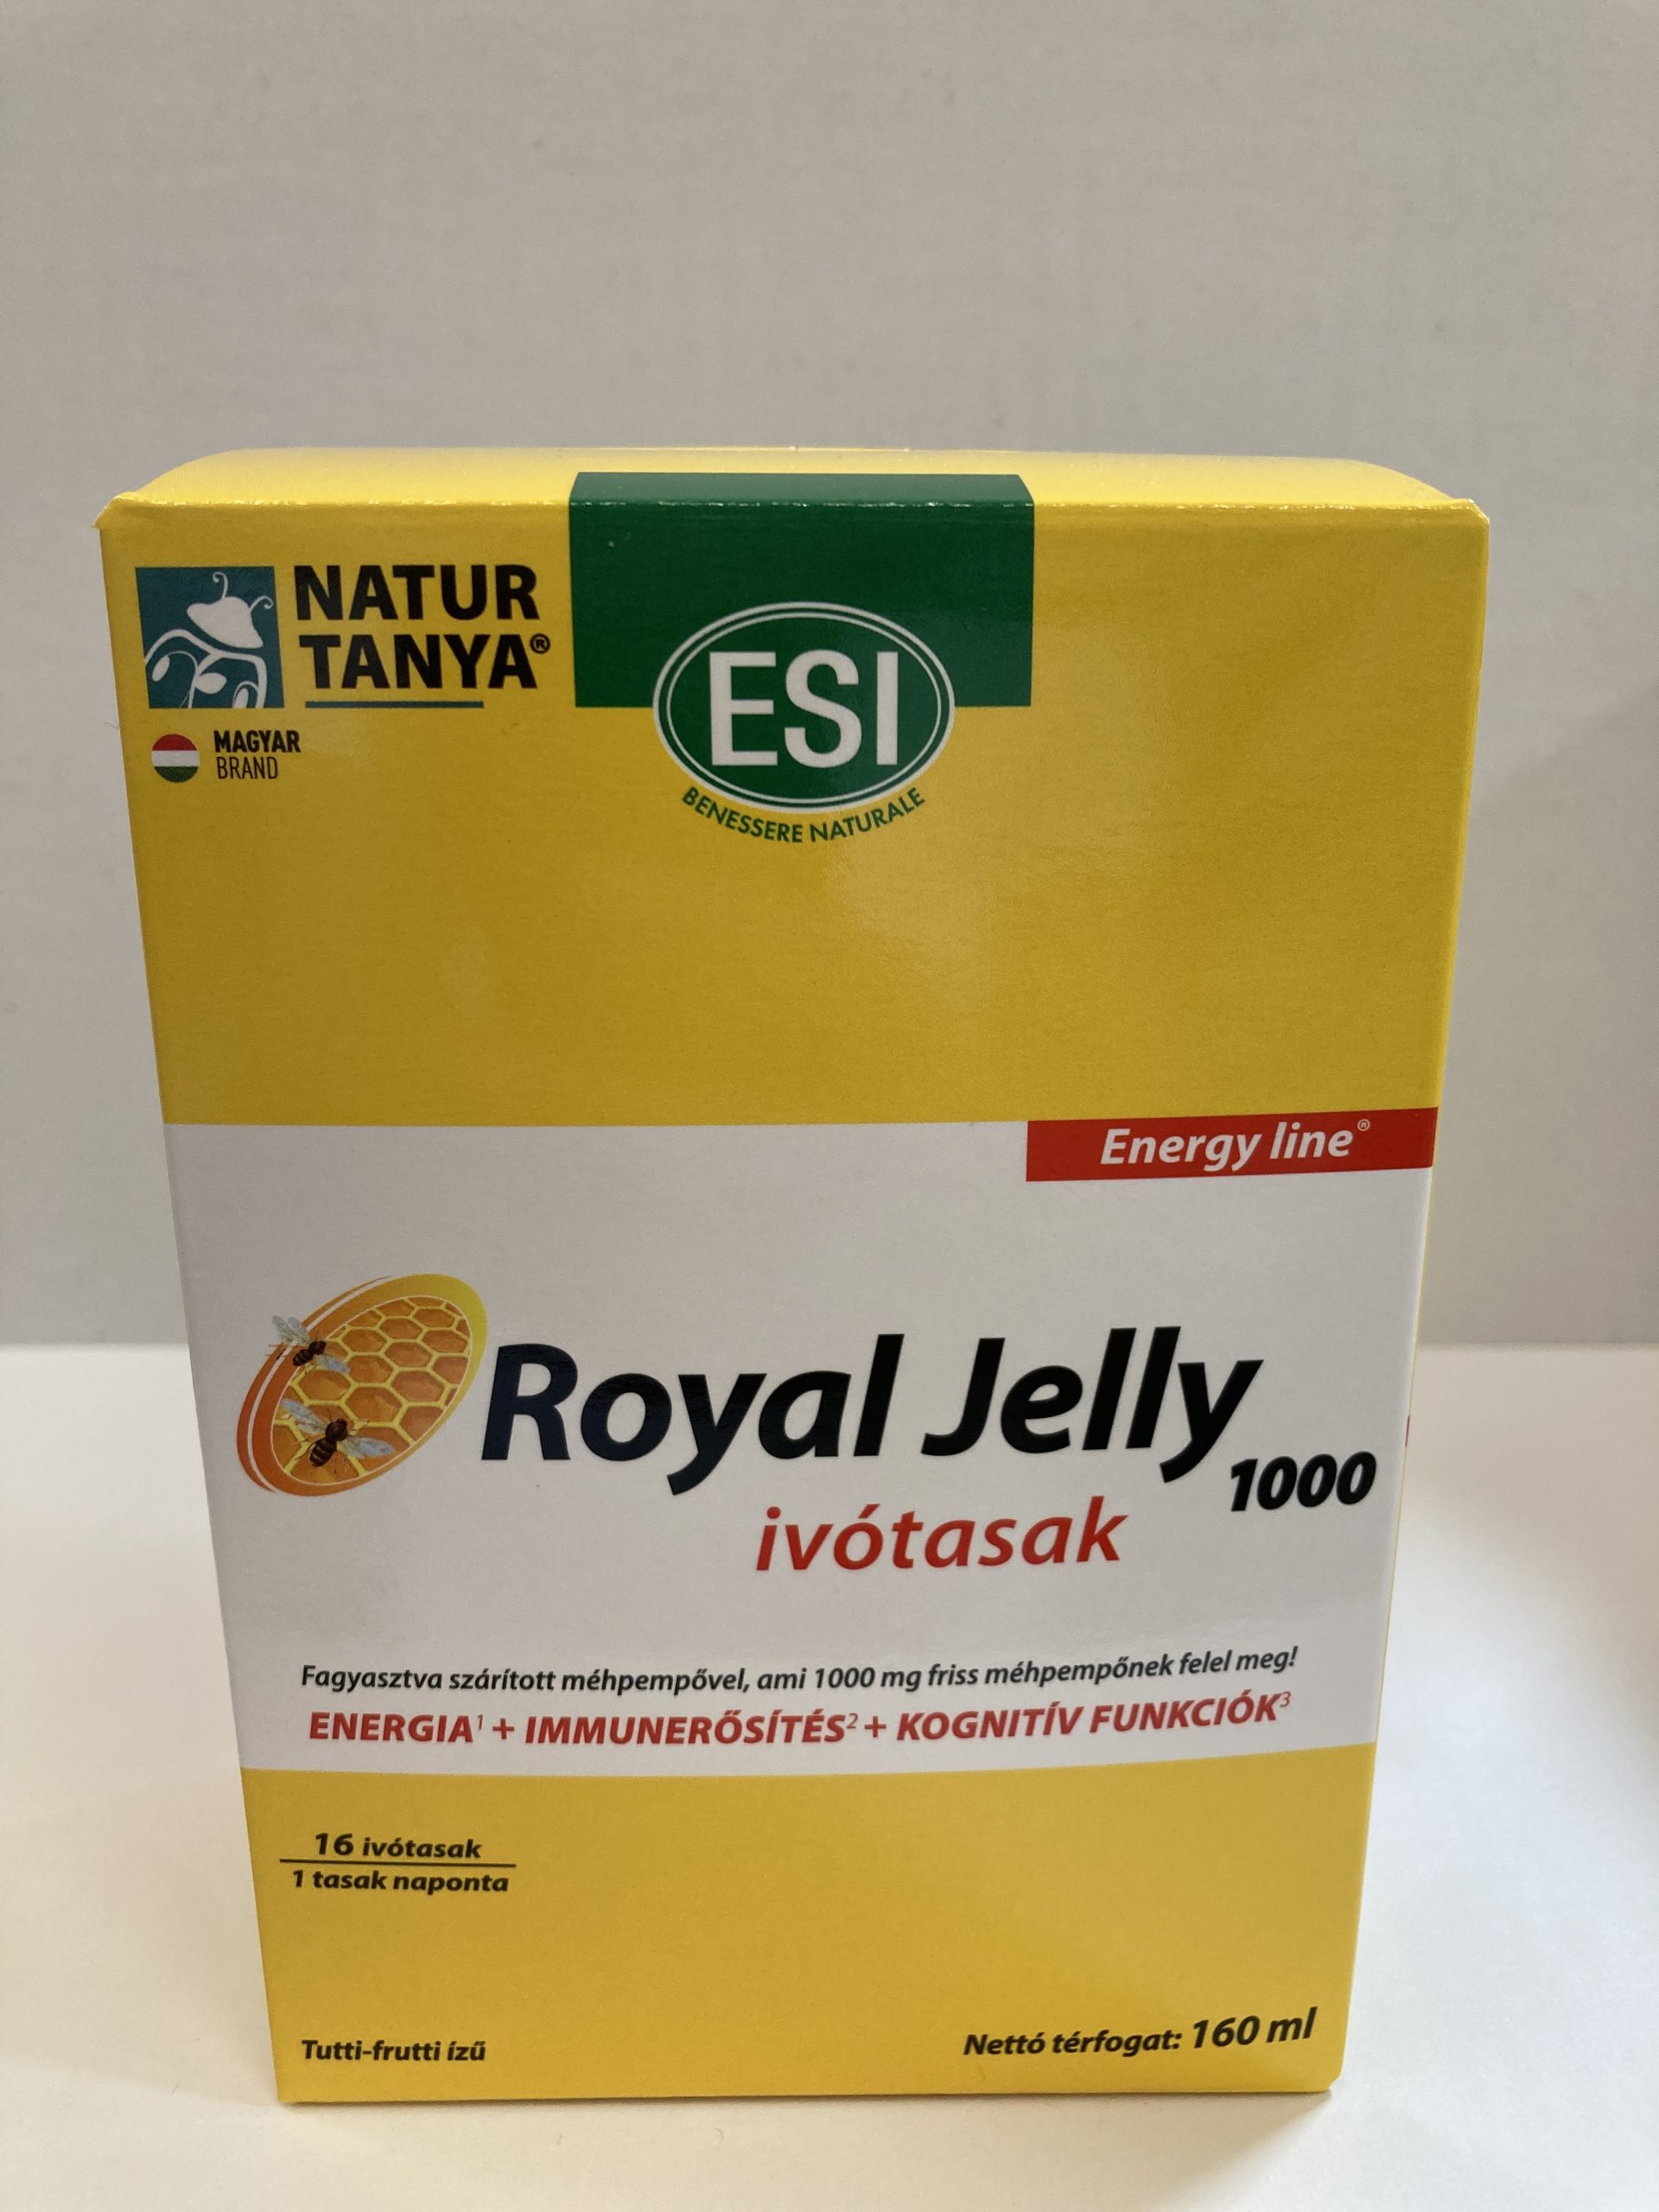 NATUR
TANYA®
MAGYAR
BRAND
ESI
BENESSERE NATURALE
Energy line®
Royal Jelly 1000
ivótasak
Fagyasztva szárított méhpempővel, ami 1000 mg friss méhpempőnek felel meg!
ENERGIA¹ + IMMUNERŐSÍTÉS² + KOGNITÍV FUNKCIÓK³
16 ivótasak
1 tasak naponta
Tutti-frutti ízű
Nettó térfogat: 160 ml